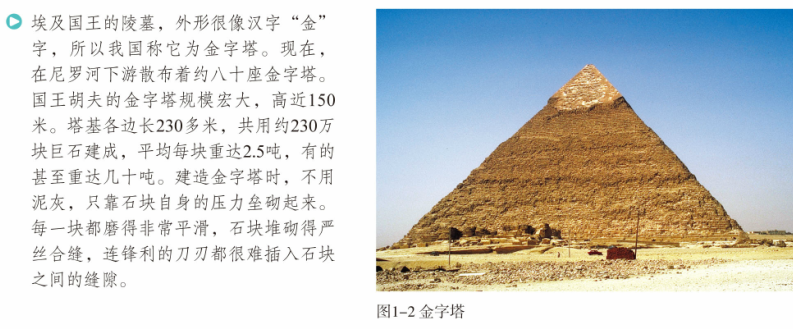 埃及国王的陵墓，外形很像汉字“金”
字，所以我国称它为金字塔。现在，
在尼罗河下游散布着约八十座金字塔。
国王胡夫的金字塔规模宏大，高近150
米。塔基各边长230多米，共用约230万
块巨石建成，平均每块重达2.5吨，有的
甚至重达几十吨。建造金字塔时，不用
泥灰，只靠石块自身的压力垒砌起来。
每一块都磨得非常平滑，石块堆砌得严
丝合缝，连锋利的刀刃都很难插入石块
之间的缝隙。
图1-2 金字塔